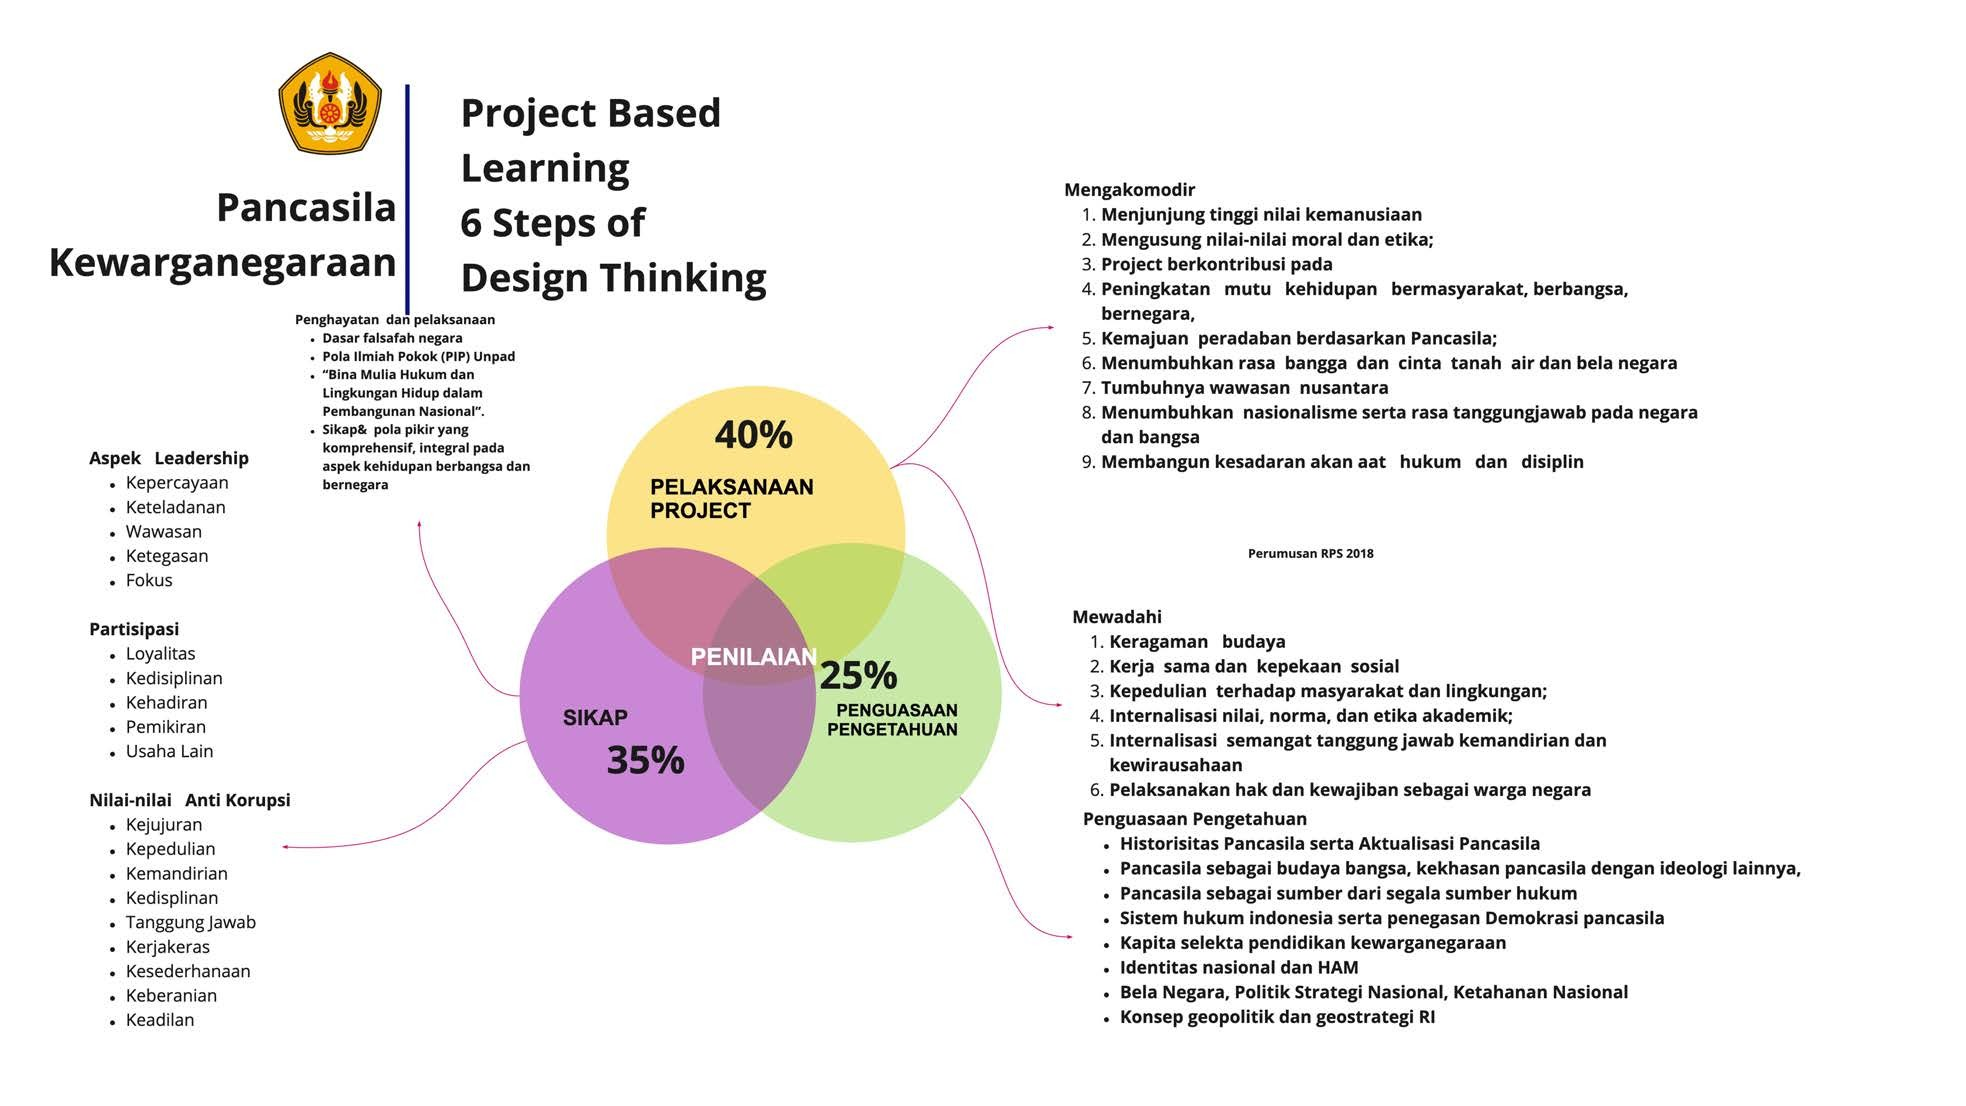 Pancasila
Kewarganegaraan
Project Based
Learning
6 Steps of
Design Thinking
Penghayatan dan pelaksanaan
• Dasar falsafah negara
• Pola Ilmiah Pokok (PIP) Unpad
• “Bina Mulia Hukum dan
Lingkungan Hidup dalam
Pembangunan Nasional”.
• Sikap& pola pikir yang
komprehensif, integral pada
aspek kehidupan berbangsa dan
bernegara
Aspek Leadership
• Kepercayaan
• Keteladanan
• Wawasan
• Ketegasan
• Fokus
Partisipasi
• Loyalitas
• Kedisiplinan
• Kehadiran
• Pemikiran
• Usaha Lain
Nilai-nilai Anti Korupsi
• Kejujuran
• Kepedulian
• Kemandirian
• Kedisplinan
• Tanggung Jawab
• Kerjakeras
• Kesederhanaan
• Keberanian
• Keadilan
40%
PELAKSANAAN
PROJECT
PENILAIAN
25%
PENGUASAAN
PENGETAHUAN
SIKAP
35%
Mengakomodir
1. Menjunjung tinggi nilai kemanusiaan
2. Mengusung nilai-nilai moral dan etika;
3. Project berkontribusi pada
4. Peningkatan mutu kehidupan bermasyarakat, berbangsa,
bernegara,
5. Kemajuan peradaban berdasarkan Pancasila;
6. Menumbuhkan rasa bangga dan cinta tanah air dan bela negara
7. Tumbuhnya wawasan nusantara
8. Menumbuhkan nasionalisme serta rasa tanggungjawab pada negara
dan bangsa
9. Membangun kesadaran akan aat hukum dan disiplin
Perumusan RPS 2018
Mewadahi
1. Keragaman budaya
2. Kerja sama dan kepekaan sosial
3. Kepedulian terhadap masyarakat dan lingkungan;
4. Internalisasi nilai, norma, dan etika akademik;
5. Internalisasi semangat tanggung jawab kemandirian dan
kewirausahaan
6. Pelaksanakan hak dan kewajiban sebagai warga negara
Penguasaan Pengetahuan
• Historisitas Pancasila serta Aktualisasi Pancasila
• Pancasila sebagai budaya bangsa, kekhasan pancasila dengan ideologi lainnya,
• Pancasila sebagai sumber dari segala sumber hukum
• Sistem hukum indonesia serta penegasan Demokrasi pancasila
• Kapita selekta pendidikan kewarganegaraan
• Identitas nasional dan HAM
• Bela Negara, Politik Strategi Nasional, Ketahanan Nasional
• Konsep geopolitik dan geostrategi RI